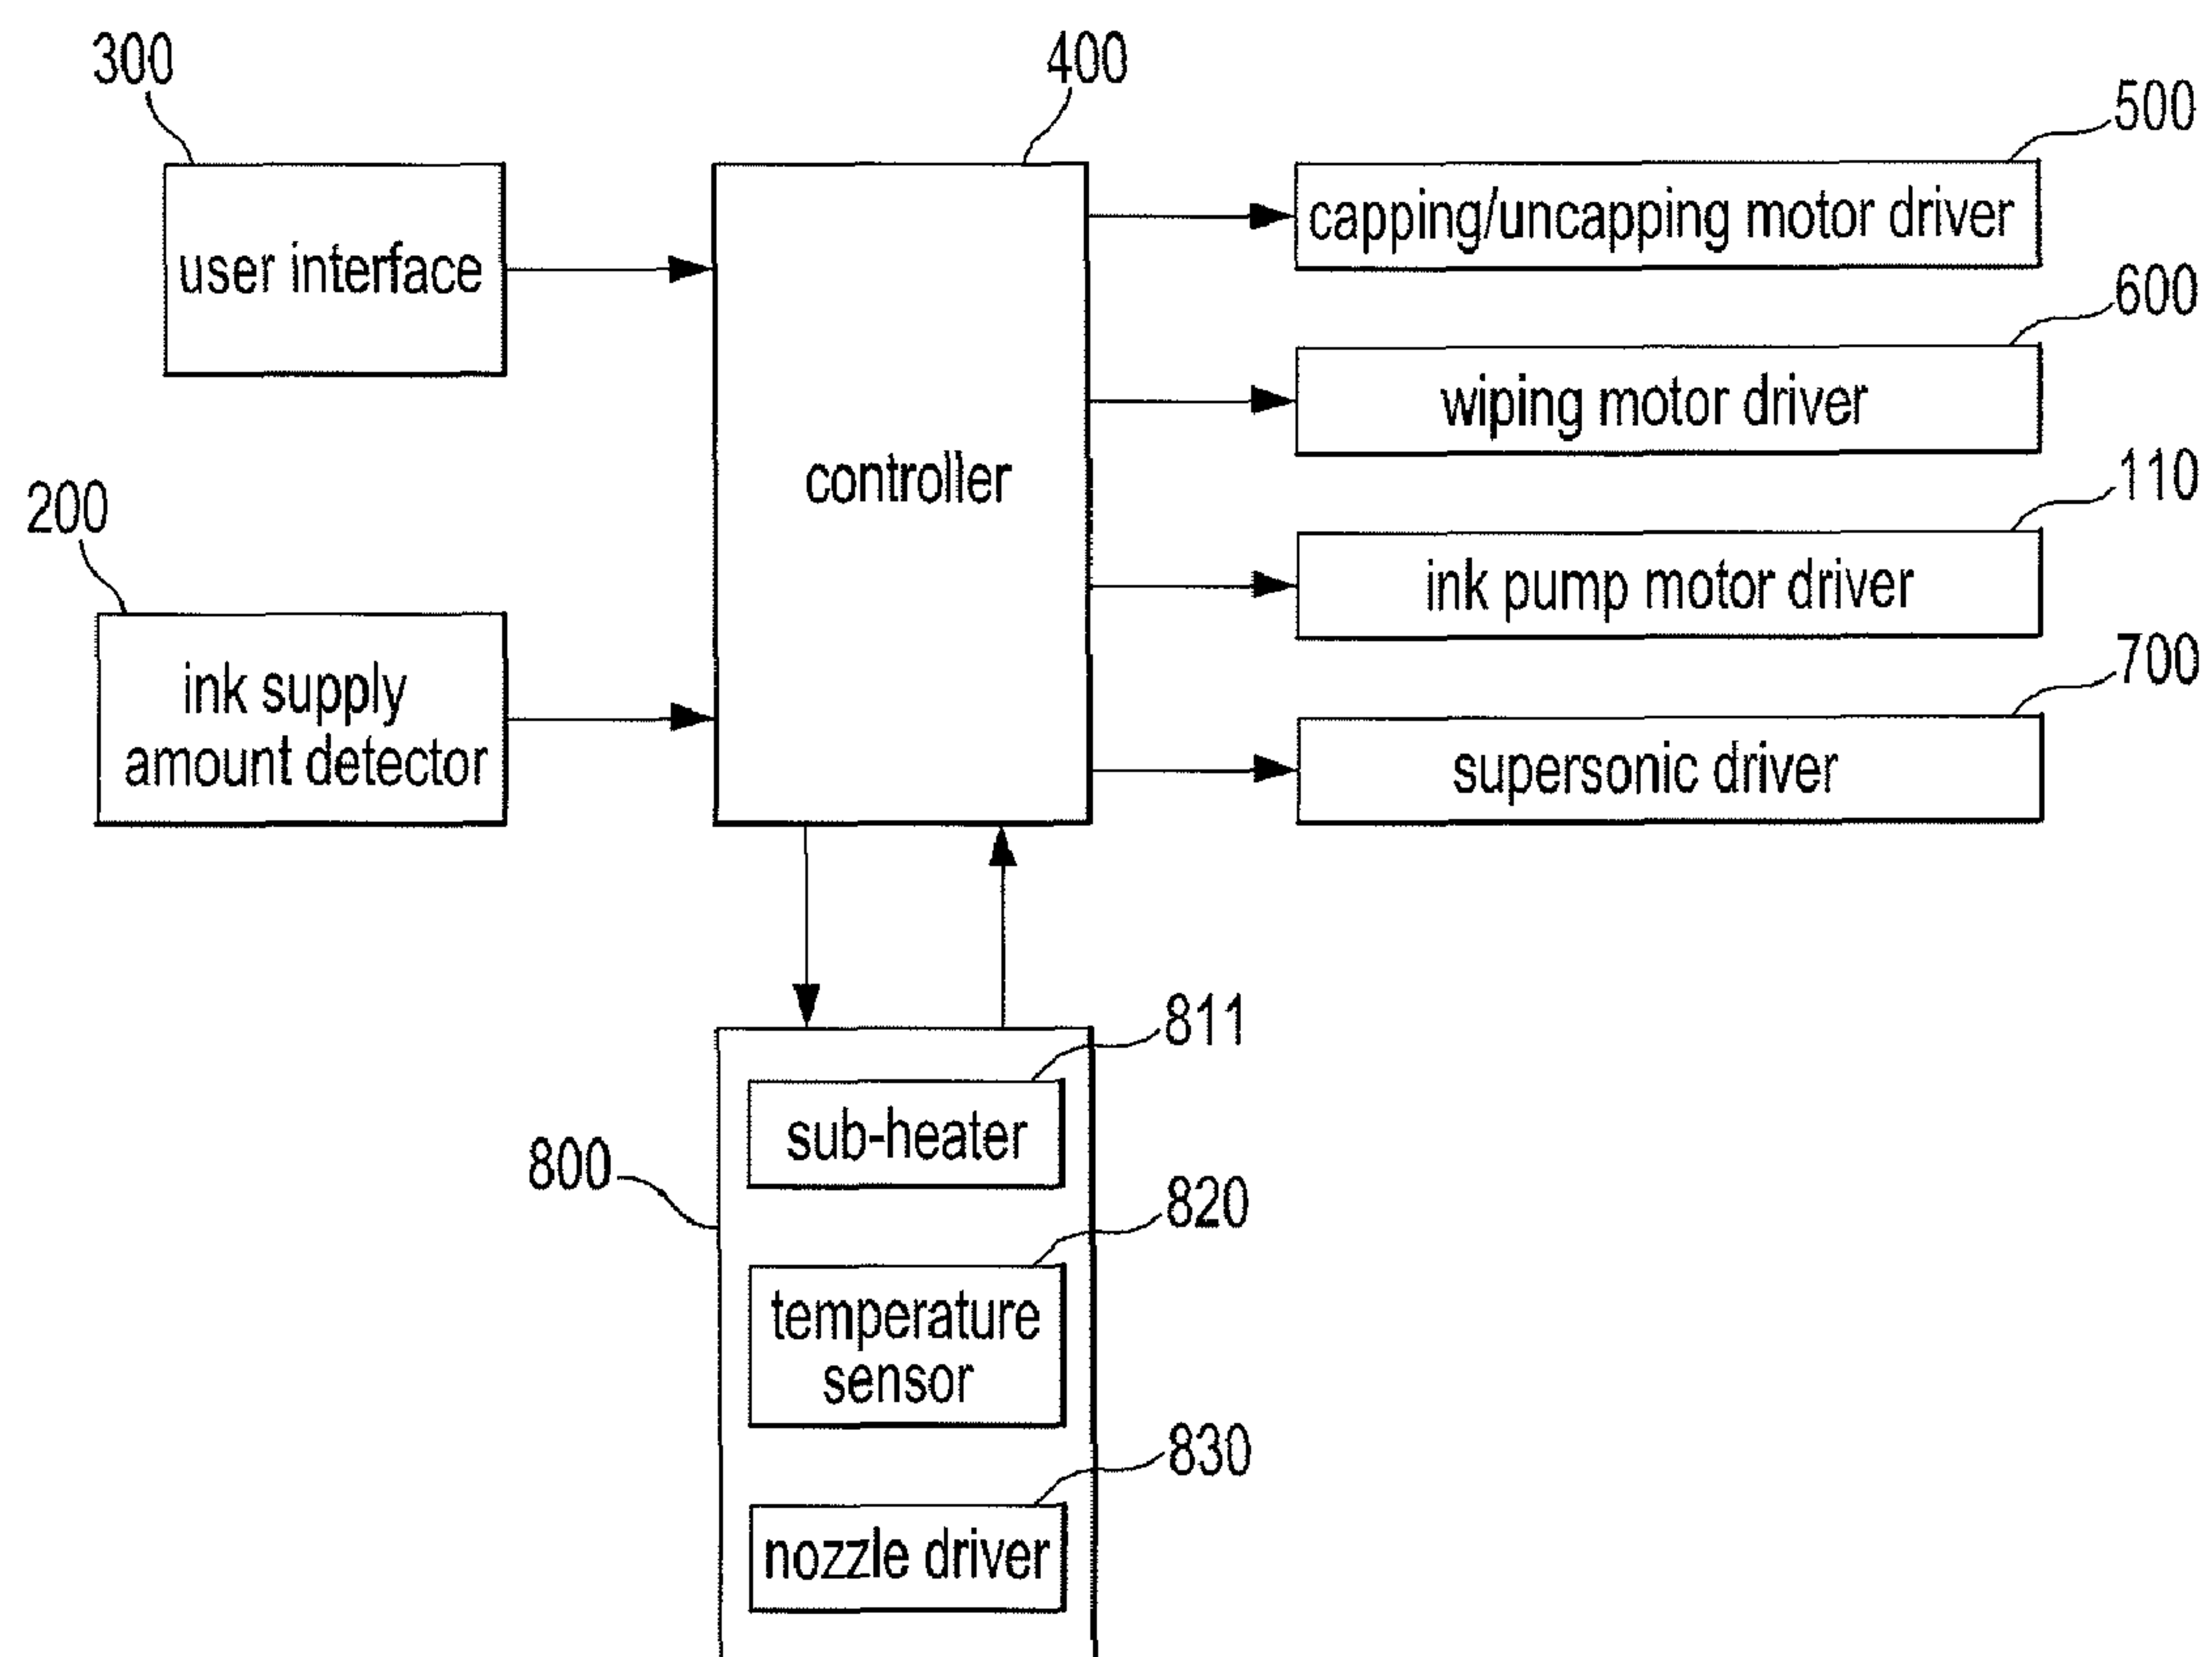 300
400
500
user interface
capping/uncapping motor driver
600
wiping motor driver
controller
110
200
ink pump motor driver
ink supply
amount detector
700
supersonic driver
811
sub-heater
800
820
temperature
sensor
830
nozzle driver